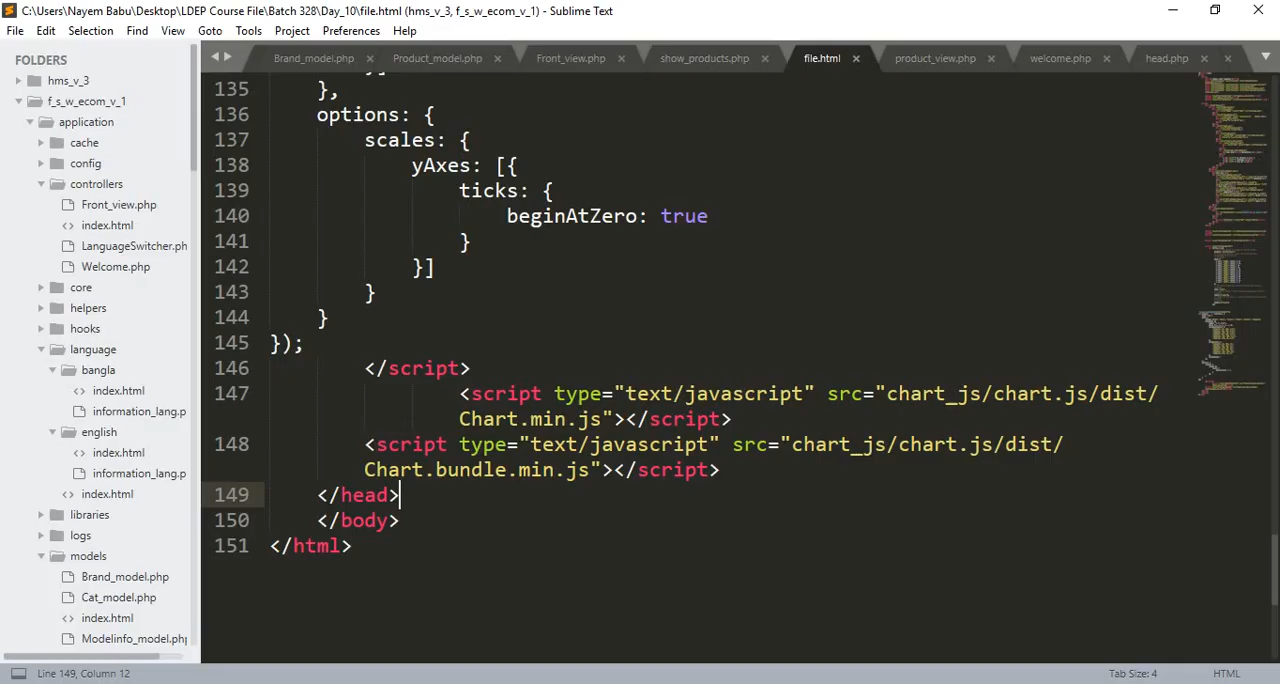 C:\Users\Nayem Babu\Desktop\LDEP Course File\Batch 328\Day_10\file.html (hms_v_3, f_s_w_ecom_v_1) - Sublime Text
File Edit Selection Find View Goto Tools Project Preferences Help
FOLDERS
hms_v_3
f_s_w_ecom_v_1
application
cache
config
controllers
Front_view.php
index.html
LanguageSwitcher.ph
Welcome.php
core
helpers
hooks
language
bangla
index.html
information_lang.p
english
index.html
information_lang.p
index.html
libraries
logs
models
Brand_model.php
Cat_model.php
index.html
Modelinfo_model.php
Brand_model.php Product_model.php Front_view.php show_products.php file.html product_view.php welcome.php head.php
135 },
136 options: {
137 scales: {
138 yAxes: [{
139 ticks: {
140 beginAtZero: true
141 }
142 }]
143 }
144 }
145 });
146 </script>
147 <script type="text/javascript" src="chart_js/chart.js/dist/
Chart.min.js"></script>
148 <script type="text/javascript" src="chart_js/chart.js/dist/
Chart.bundle.min.js"></script>
149 </head>
150 </body>
151 </html>
Line 149, Column 12 Tab Size: 4 HTML